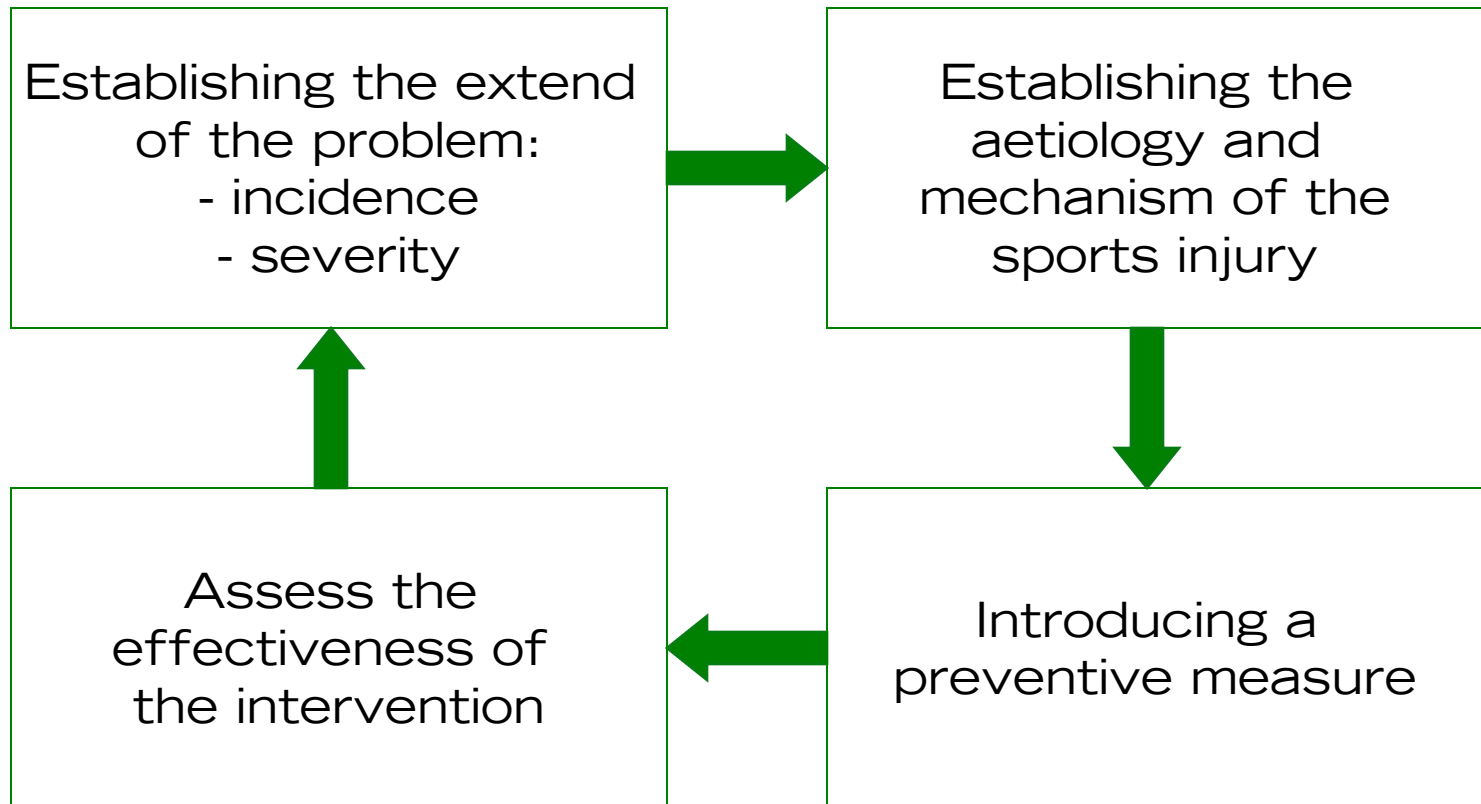 Establishing the extend
of the problem:
- incidence
- severity
Establishing the
aetiology and
mechanism of the
sports injury
Assess the
effectiveness of
the intervention
Introducing a
preventive measure